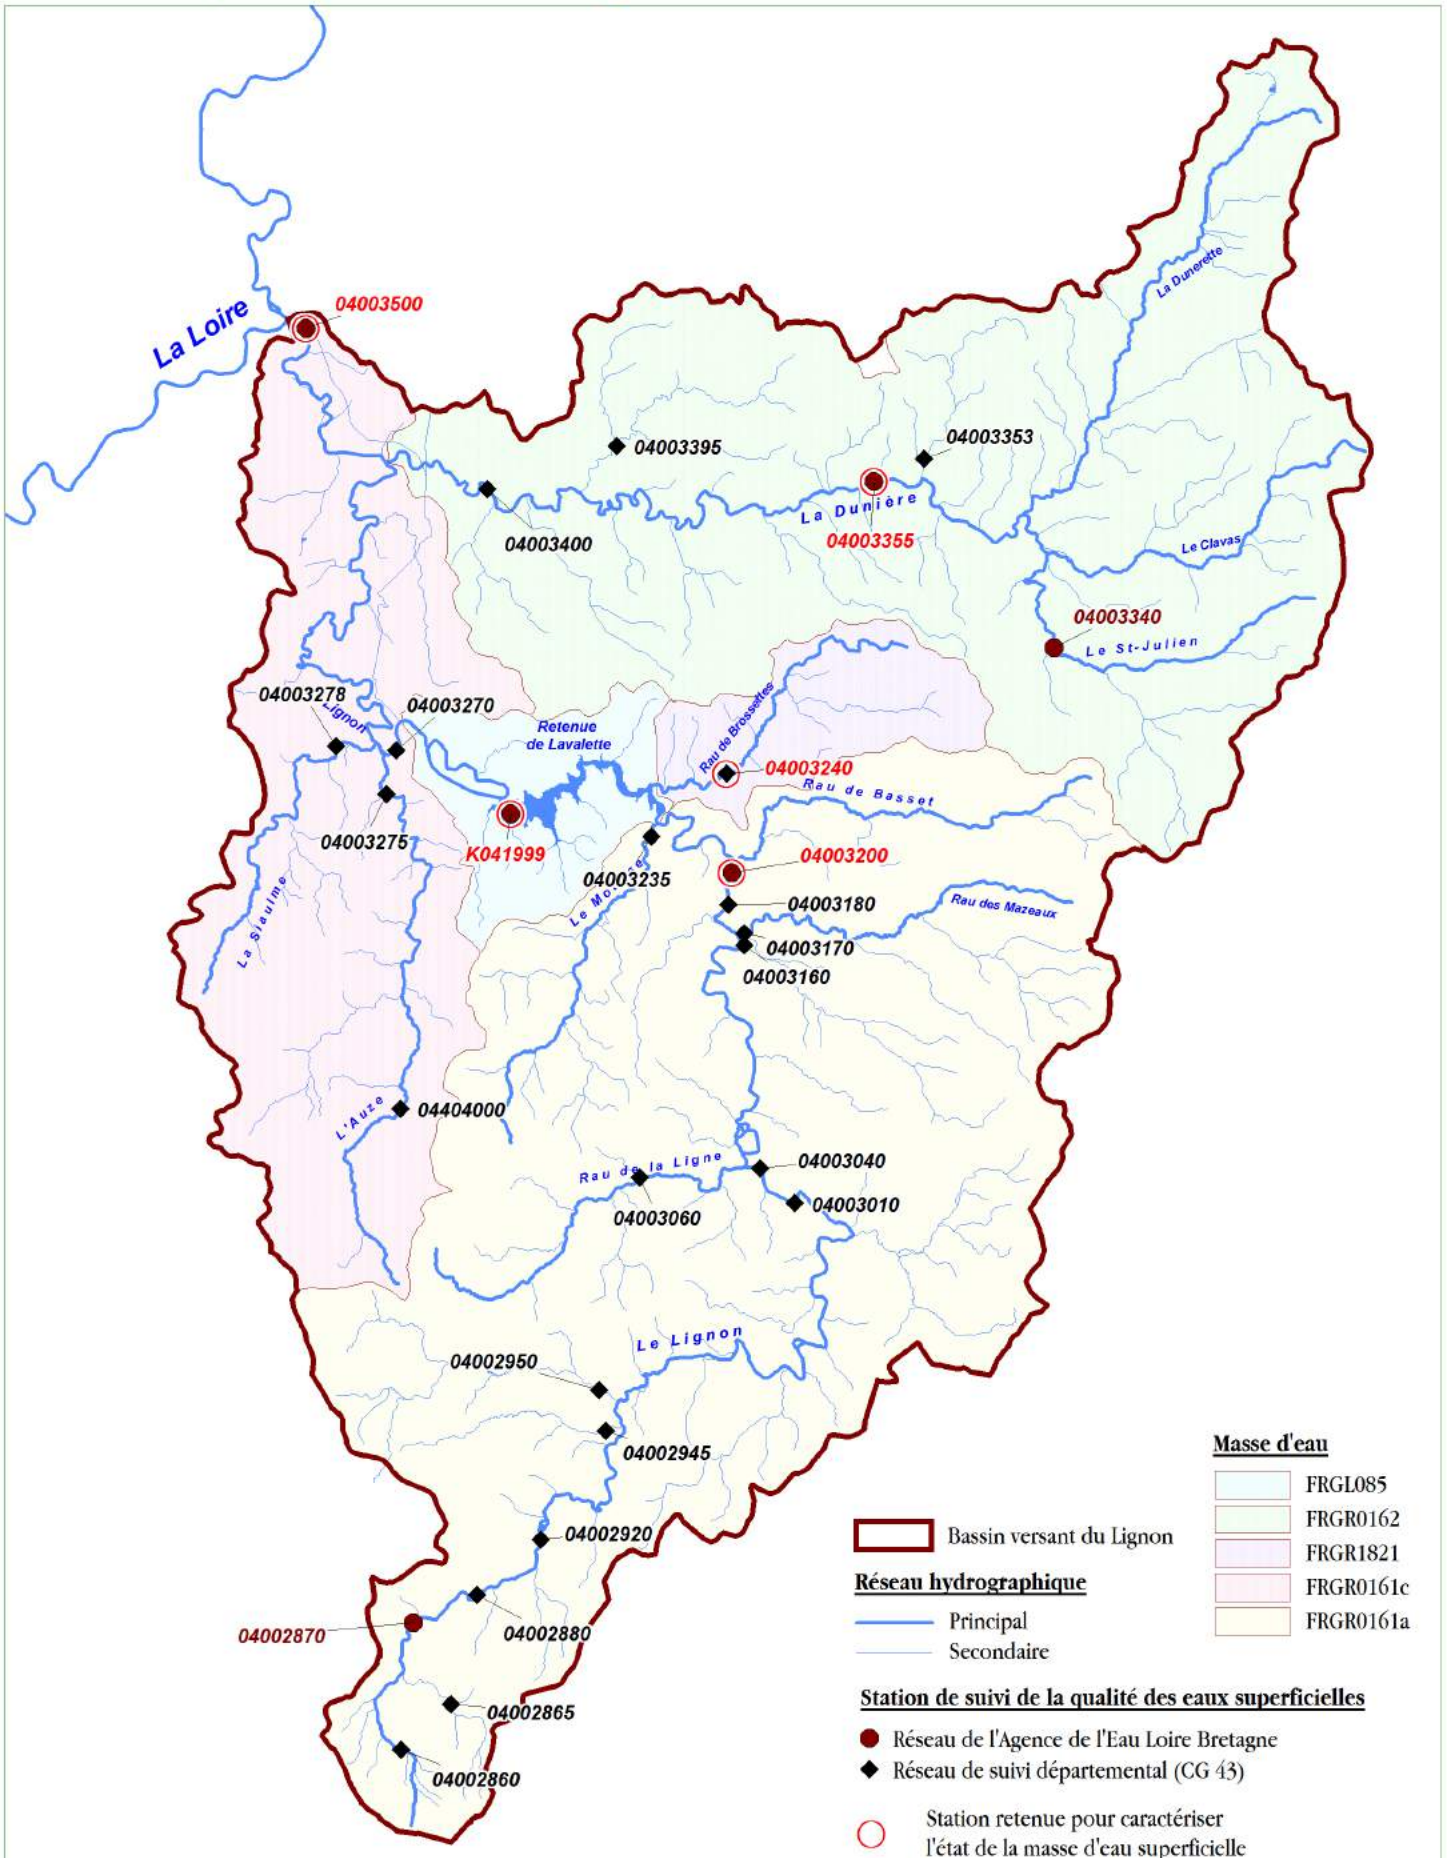 04003500
La Loire
La Dunerette
04003395
04003353
La Dunière
04003400
04003355
Le Clavas
04003340
Le St-Julien
04003278
Lignon
04003270
Retenue
de Lavalette
Rau de Brossettes
04003240
Rau de Basset
04003275
K041999
04003200
04003235
La Siaulme
04003180
Rau des Mazeaux
04003170
04003160
04404000
L'Auze
Rau de la Ligne
04003040
04003060
04003010
Le Lignon
04002950
04002945
04002920
04002870
04002880
04002865
04002860
Masse d'eau
FRGL085
FRGR0162
FRGR1821
FRGR0161c
FRGR0161a
Bassin versant du Lignon
Réseau hydrographique
Principal
Secondaire
Station de suivi de la qualité des eaux superficielles
Réseau de l'Agence de l'Eau Loire Bretagne
Réseau de suivi départemental (CG 43)
Station retenue pour caractériser
l'état de la masse d'eau superficielle